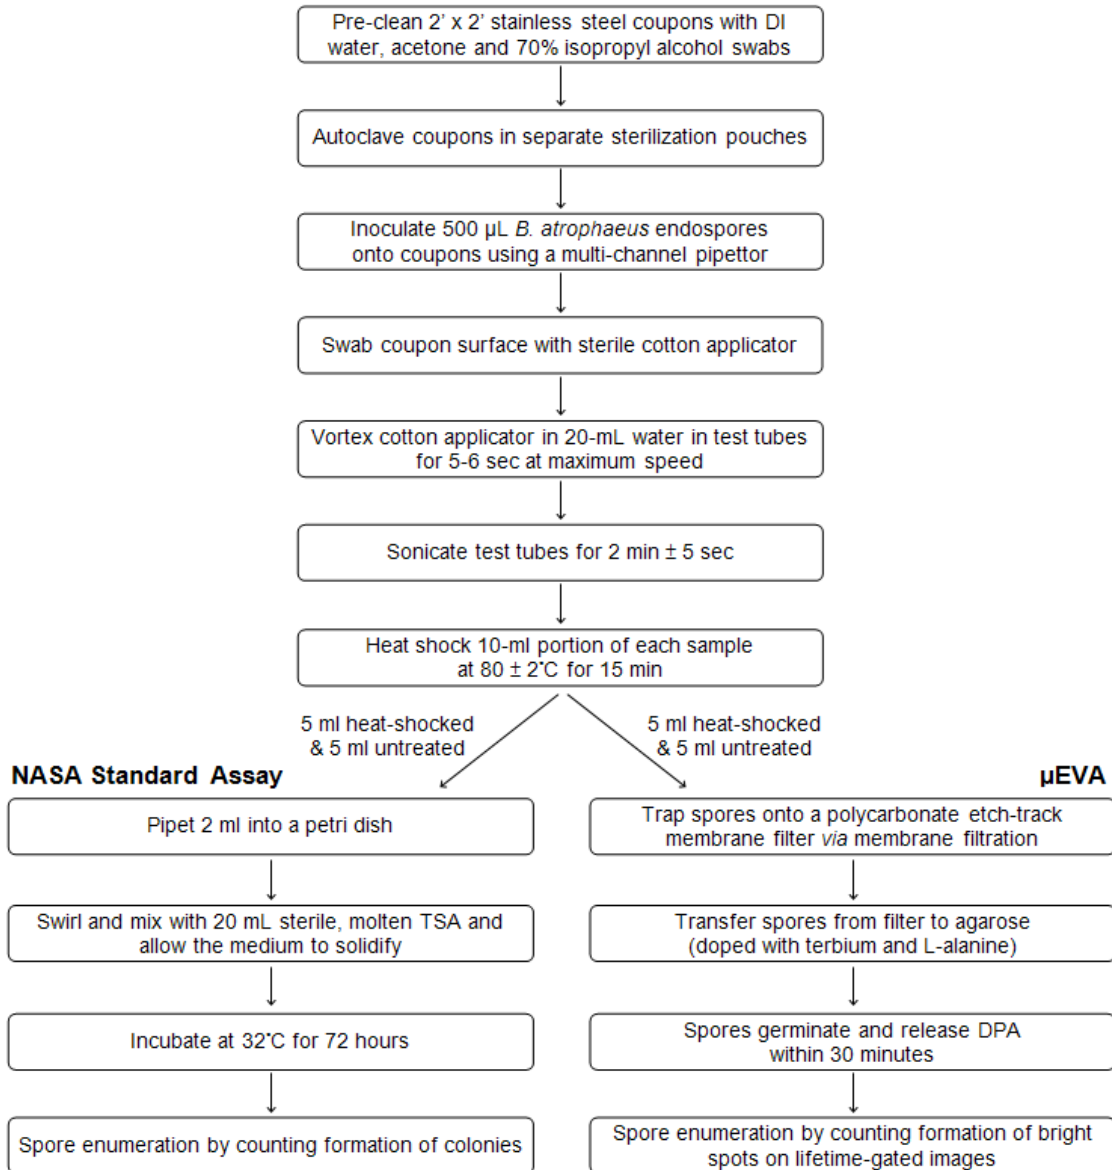 Pre-clean 2’ x 2’ stainless steel coupons with DI
water, acetone and 70% isopropyl alcohol swabs
Autoclave coupons in separate sterilization pouches
Inoculate 500 µL B. atrophaeus endospores
onto coupons using a multi-channel pipettor
Swab coupon surface with sterile cotton applicator
Vortex cotton applicator in 20-mL water in test tubes
for 5-6 sec at maximum speed
Sonicate test tubes for 2 min ± 5 sec
Heat shock 10-ml portion of each sample
at 80 ± 2°C for 15 min
5 ml heat-shocked
& 5 ml untreated
5 ml heat-shocked
& 5 ml untreated
NASA Standard Assay
Pipet 2 ml into a petri dish
Swirl and mix with 20 mL sterile, molten TSA and
allow the medium to solidify
Incubate at 32°C for 72 hours
Spore enumeration by counting formation of colonies
µEVA
Trap spores onto a polycarbonate etch-track
membrane filter via membrane filtration
Transfer spores from filter to agarose
(doped with terbium and L-alanine)
Spores germinate and release DPA
within 30 minutes
Spore enumeration by counting formation of bright
spots on lifetime-gated images